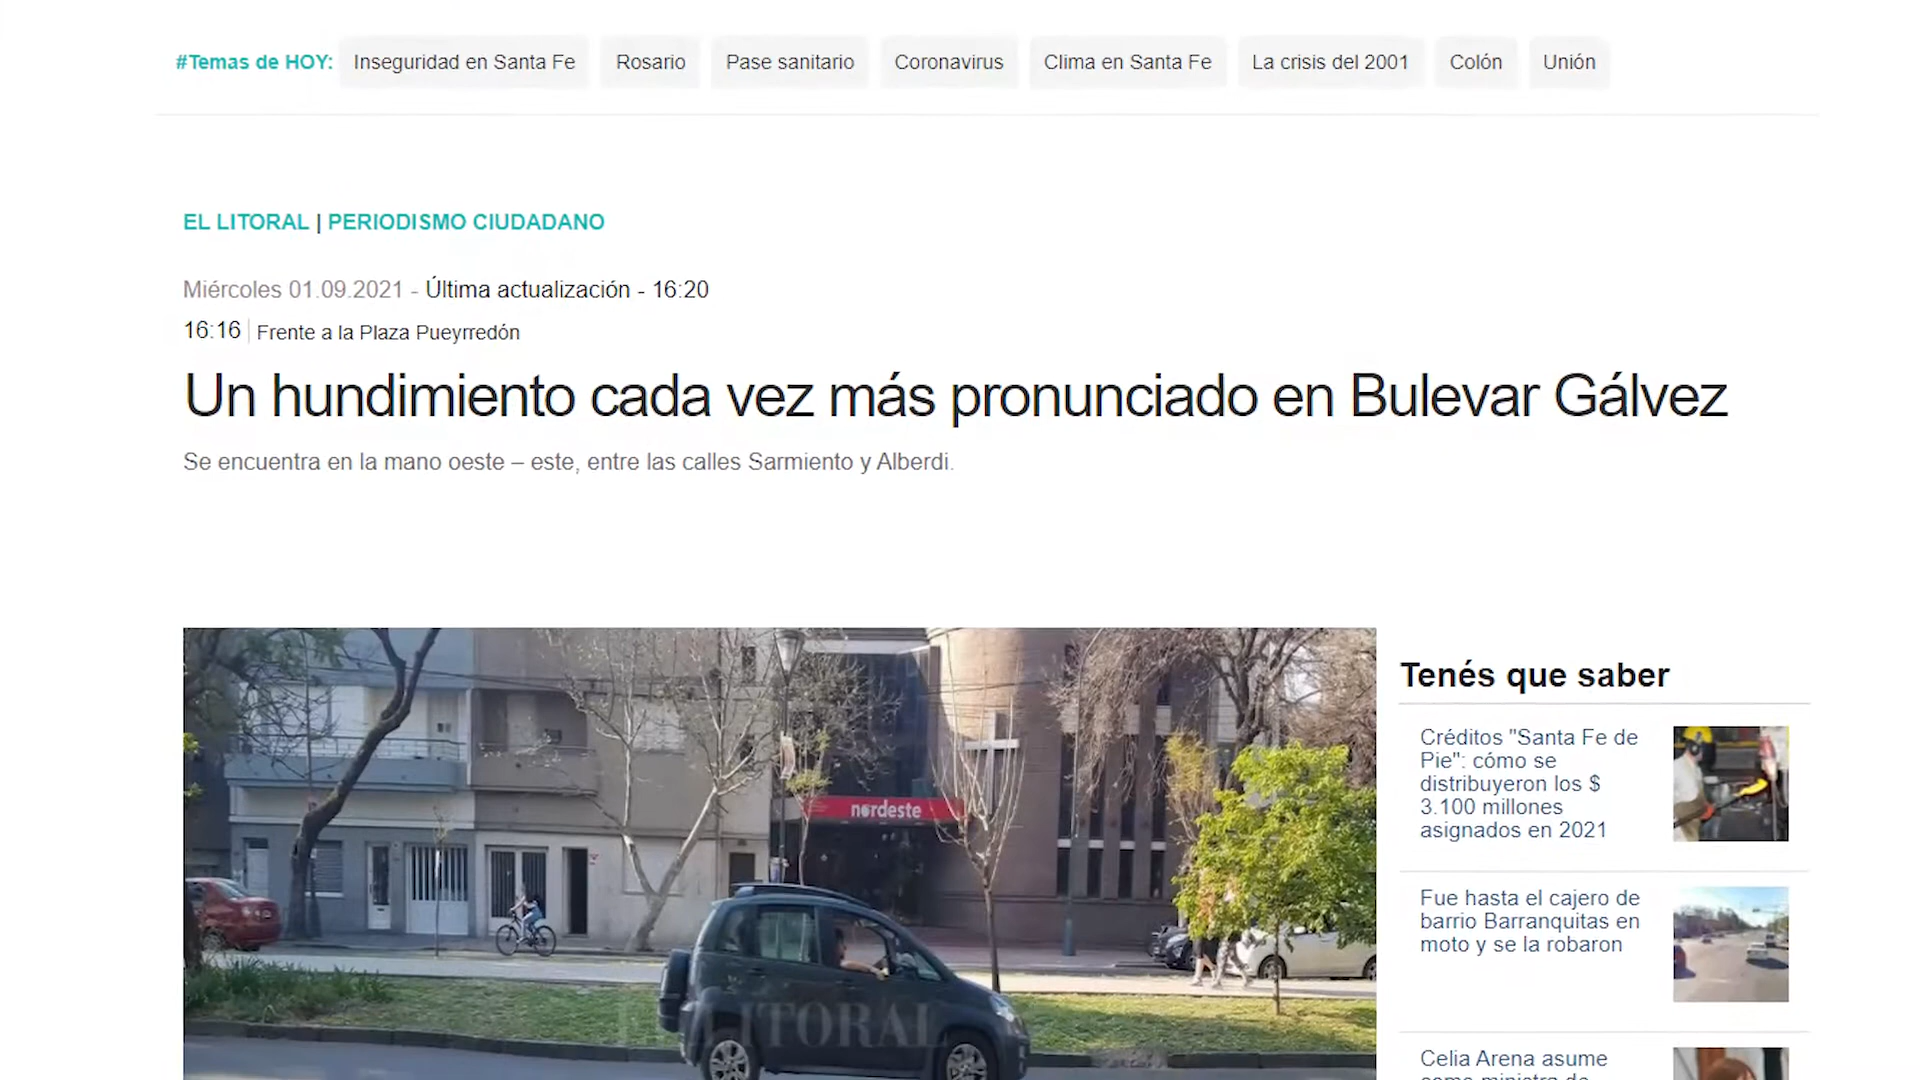 #Temas de HOY: Inseguridad en Santa Fe Rosario Pase sanitario Coronavirus Clima en Santa Fe La crisis del 2001 Colón Unión
EL LITORAL | PERIODISMO CIUDADANO
Miércoles 01.09.2021 - Última actualización - 16:20
16:16 Frente a la Plaza Pueyrredón
Un hundimiento cada vez más pronunciado en Bulevar Gálvez
Se encuentra en la mano oeste – este, entre las calles Sarmiento y Alberdi.
nordeste
EL LITORAL
Tenés que saber
Créditos "Santa Fe de
Pie": cómo se
distribuyeron los $
3.100 millones
asignados en 2021
Fue hasta el cajero de
barrio Barranquitas en
moto y se la robaron
Celia Arena asume
como ministra de